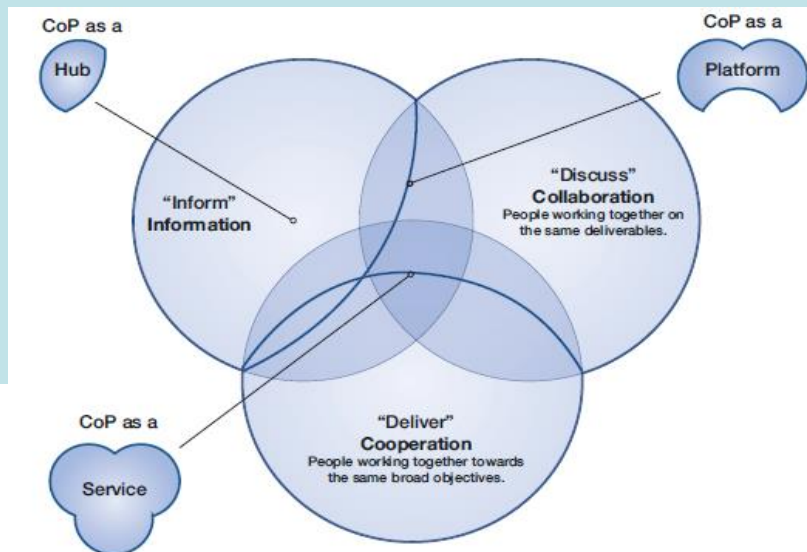 CoP as a
Hub
CoP as a
Platform
“Inform”
Information
“Discuss”
Collaboration
People working together on
the same deliverables.
CoP as a
Service
“Deliver”
Cooperation
People working together towards
the same broad objectives.